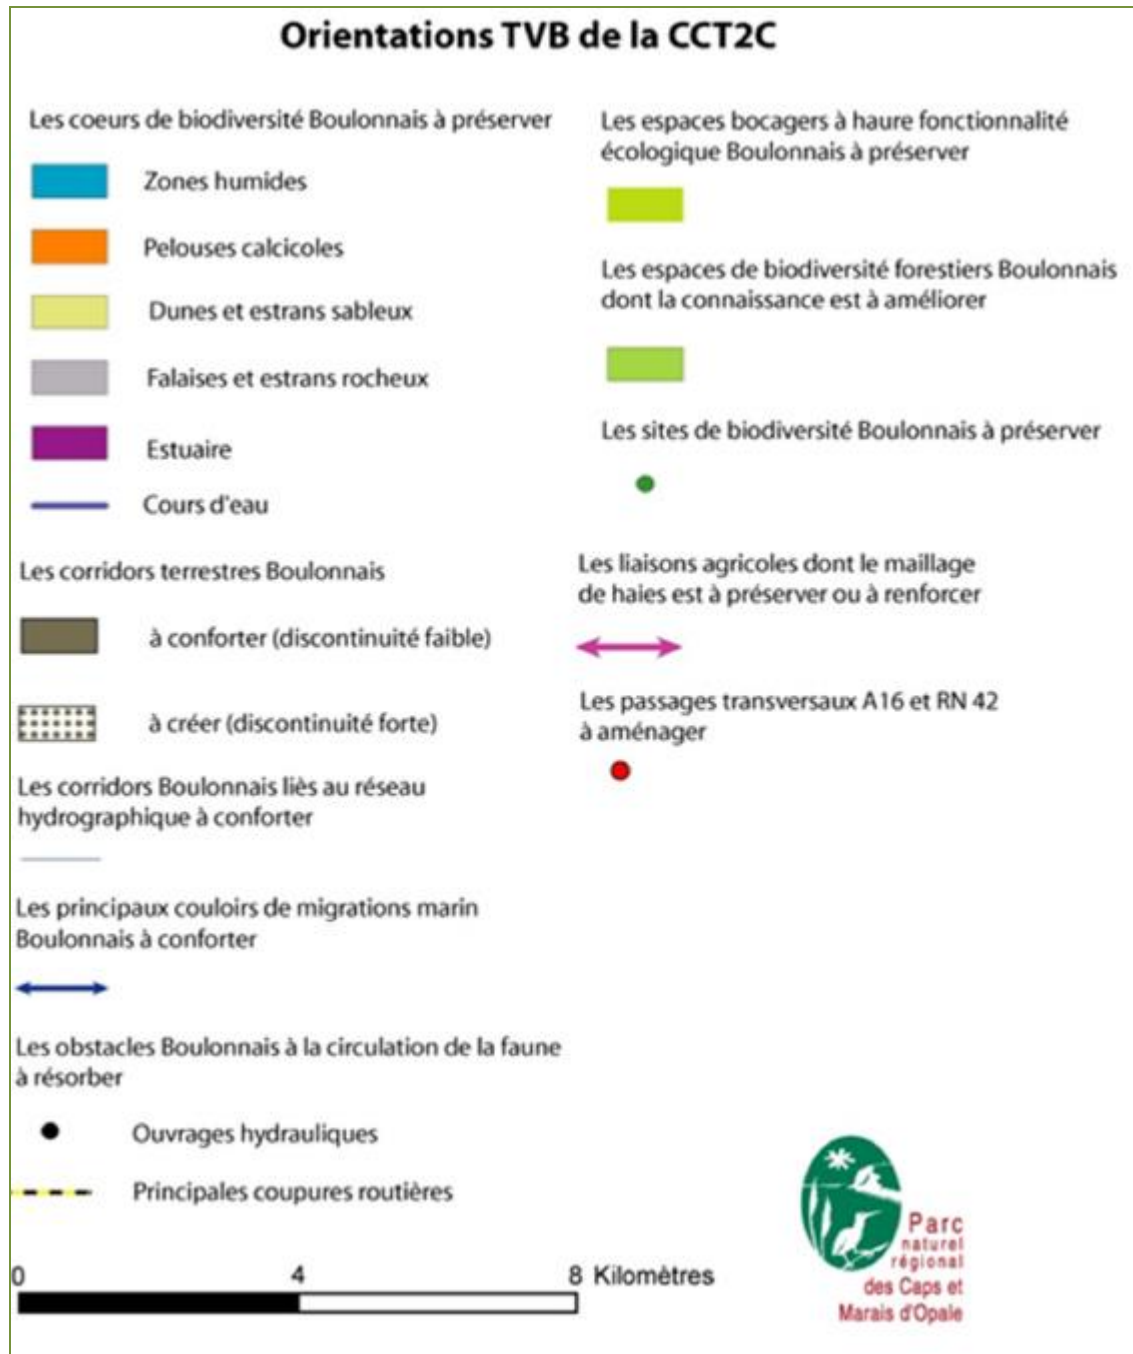 Orientations TVB de la CCT2C
Les coeurs de biodiversité Boulonnais à préserver
Zones humides
Pelouses calcicoles
Dunes et estrans sableux
Falaises et estrans rocheux
Estuaire
Cours d'eau
Les corridors terrestres Boulonnais
à conforter (discontinuité faible)
à créer (discontinuité forte)
Les corridors Boulonnais liès au réseau
hydrographique à conforter
Les principaux couloirs de migrations marin
Boulonnais à conforter
Les obstacles Boulonnais à la circulation de la faune
à résorber
Ouvrages hydrauliques
Principales coupures routières
Les espaces bocagers à haure fonctionnalité
écologique Boulonnais à préserver
Les espaces de biodiversité forestiers Boulonnais
dont la connaissance est à améliorer
Les sites de biodiversité Boulonnais à préserver
Les liaisons agricoles dont le maillage
de haies est à préserver ou à renforcer
Les passages transversaux A16 et RN 42
à aménager
0 4 8 Kilomètres
Parc
naturel
régional
des Caps et
Marais d'Opale